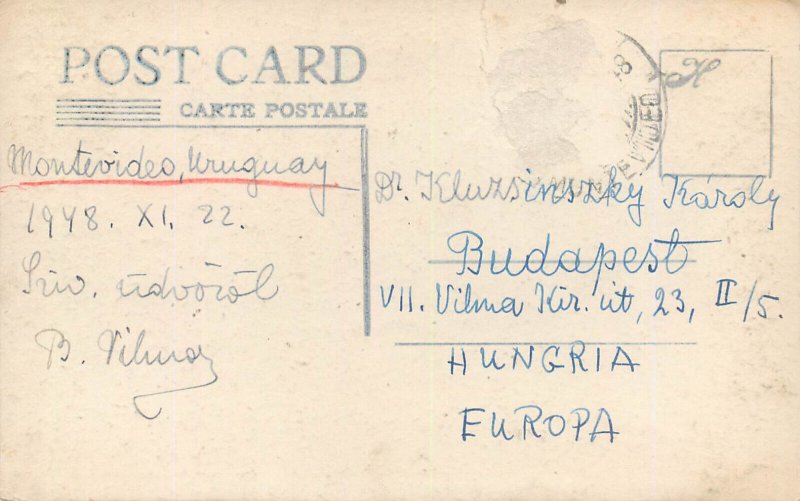 POST CARD
CARTE POSTALE
Montevideo, Uruguay
1948. XI. 22.
Szív. üdvözöl
B. Vilmos
Dr. Kluzsinszky Károly
Budapest
VII. Vilma Kir. út, 23, II/5.
HUNGRIA
EUROPA